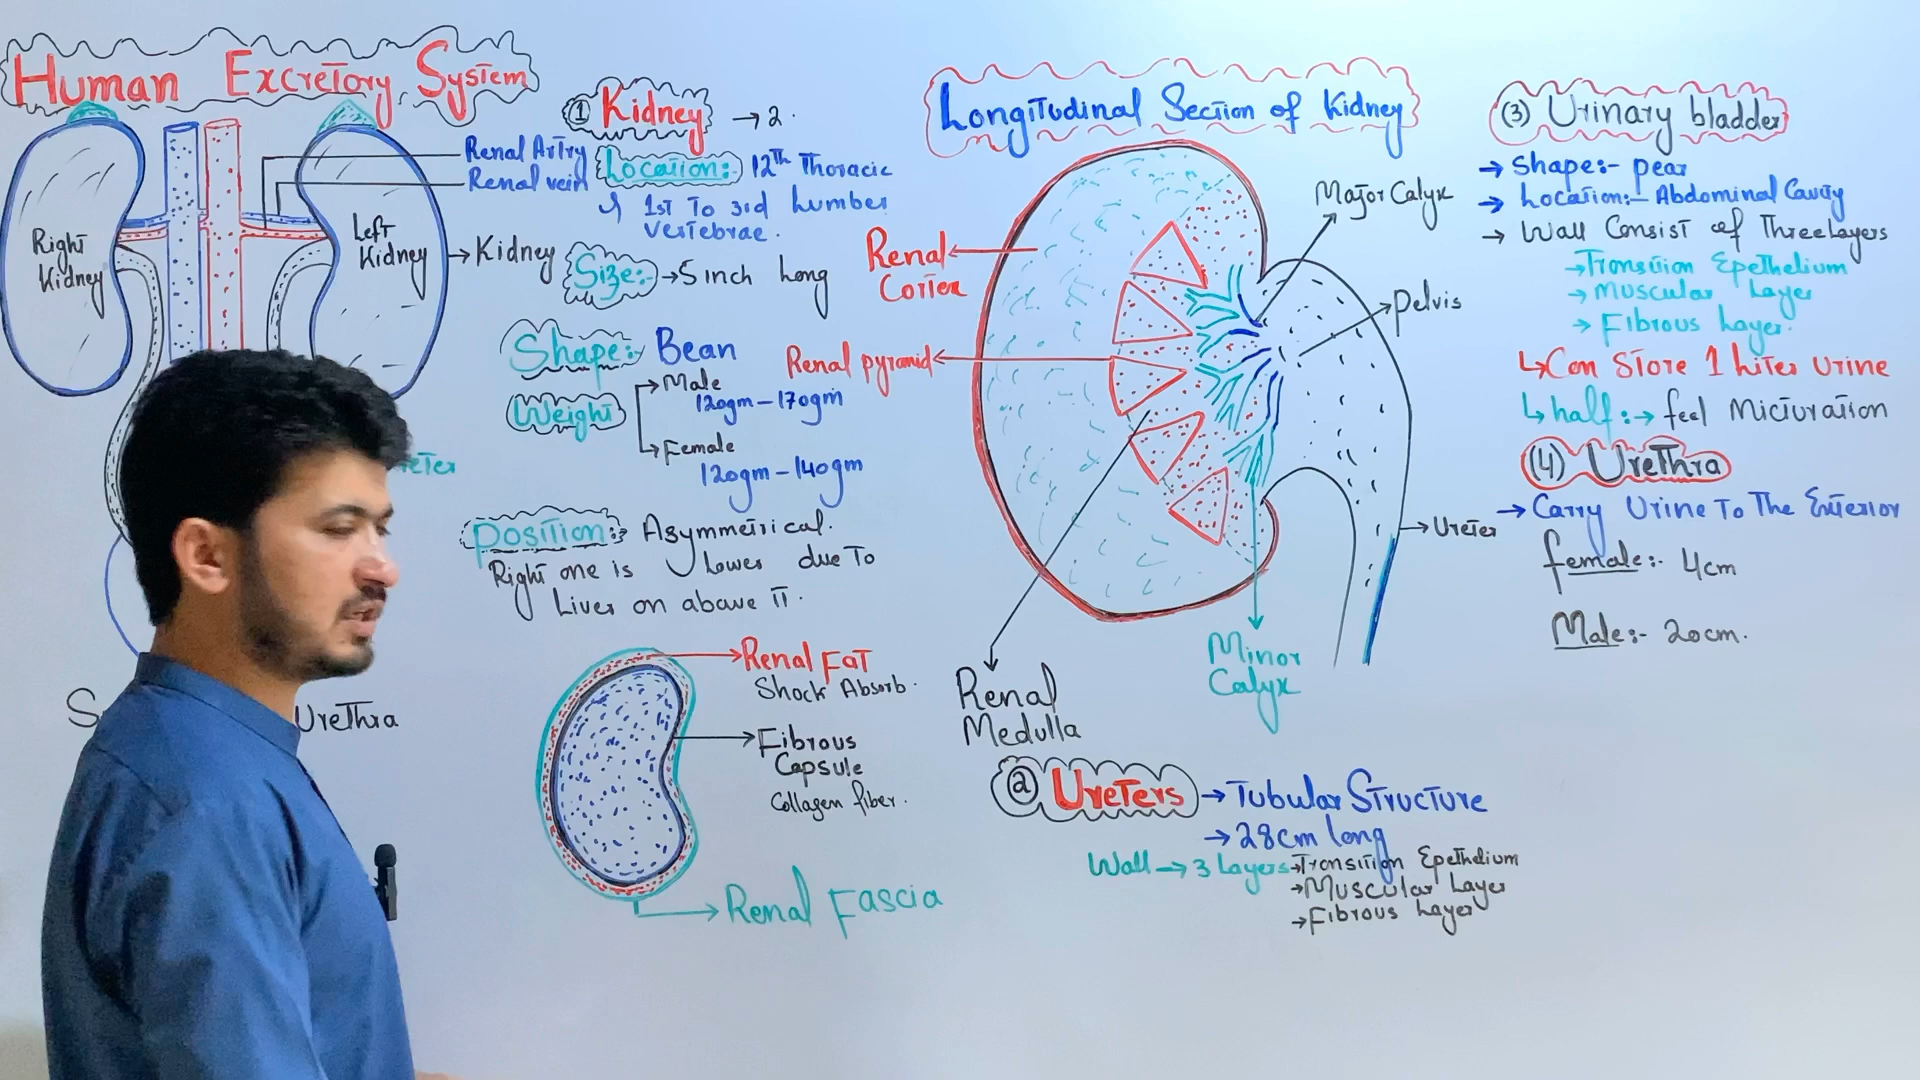 Human Excretory System
Renal Artry
Renal vein
Right
Kidney
Left
Kidney
Kidney
Urethra
① Kidney → 2.
Location:- 12th Thoracic
1st To 3rd Lumber
vertebrae.
Size:- → 5 inch Long
Shape:- Bean
Weight
→ Male
120gm – 170gm
→ Female
120gm – 140gm
Position:- Asymmetrical.
Right one is Lower due To
Liver on above it.
Renal Fat
Shock Absorb.
Fibrous
Capsule
Collagen fiber.
Renal Fascia
Longitudinal Section of Kidney
Renal
Cortex
Renal pyramid
Major Calyx
Pelvis
Ureter
Minor
Calyx
Renal
Medulla
② Ureters → Tubular Structure
→ 28cm long
Wall → 3 Layers → Transition Epethelium
→ Muscular Layer
→ Fibrous Layer
(3) Urinary bladder
→ Shape:- pear
→ Location:- Abdominal Cavity
→ Wall Consist of Three Layers
→ Transition Epethelium
→ Muscular Layer
→ Fibrous Layer.
↳ Can Store 1 Liter Urine
↳ half:→ feel Micturation
(4) Urethra
→ Carry Urine To The Exterior
female:- 4cm
Male:- 20cm.